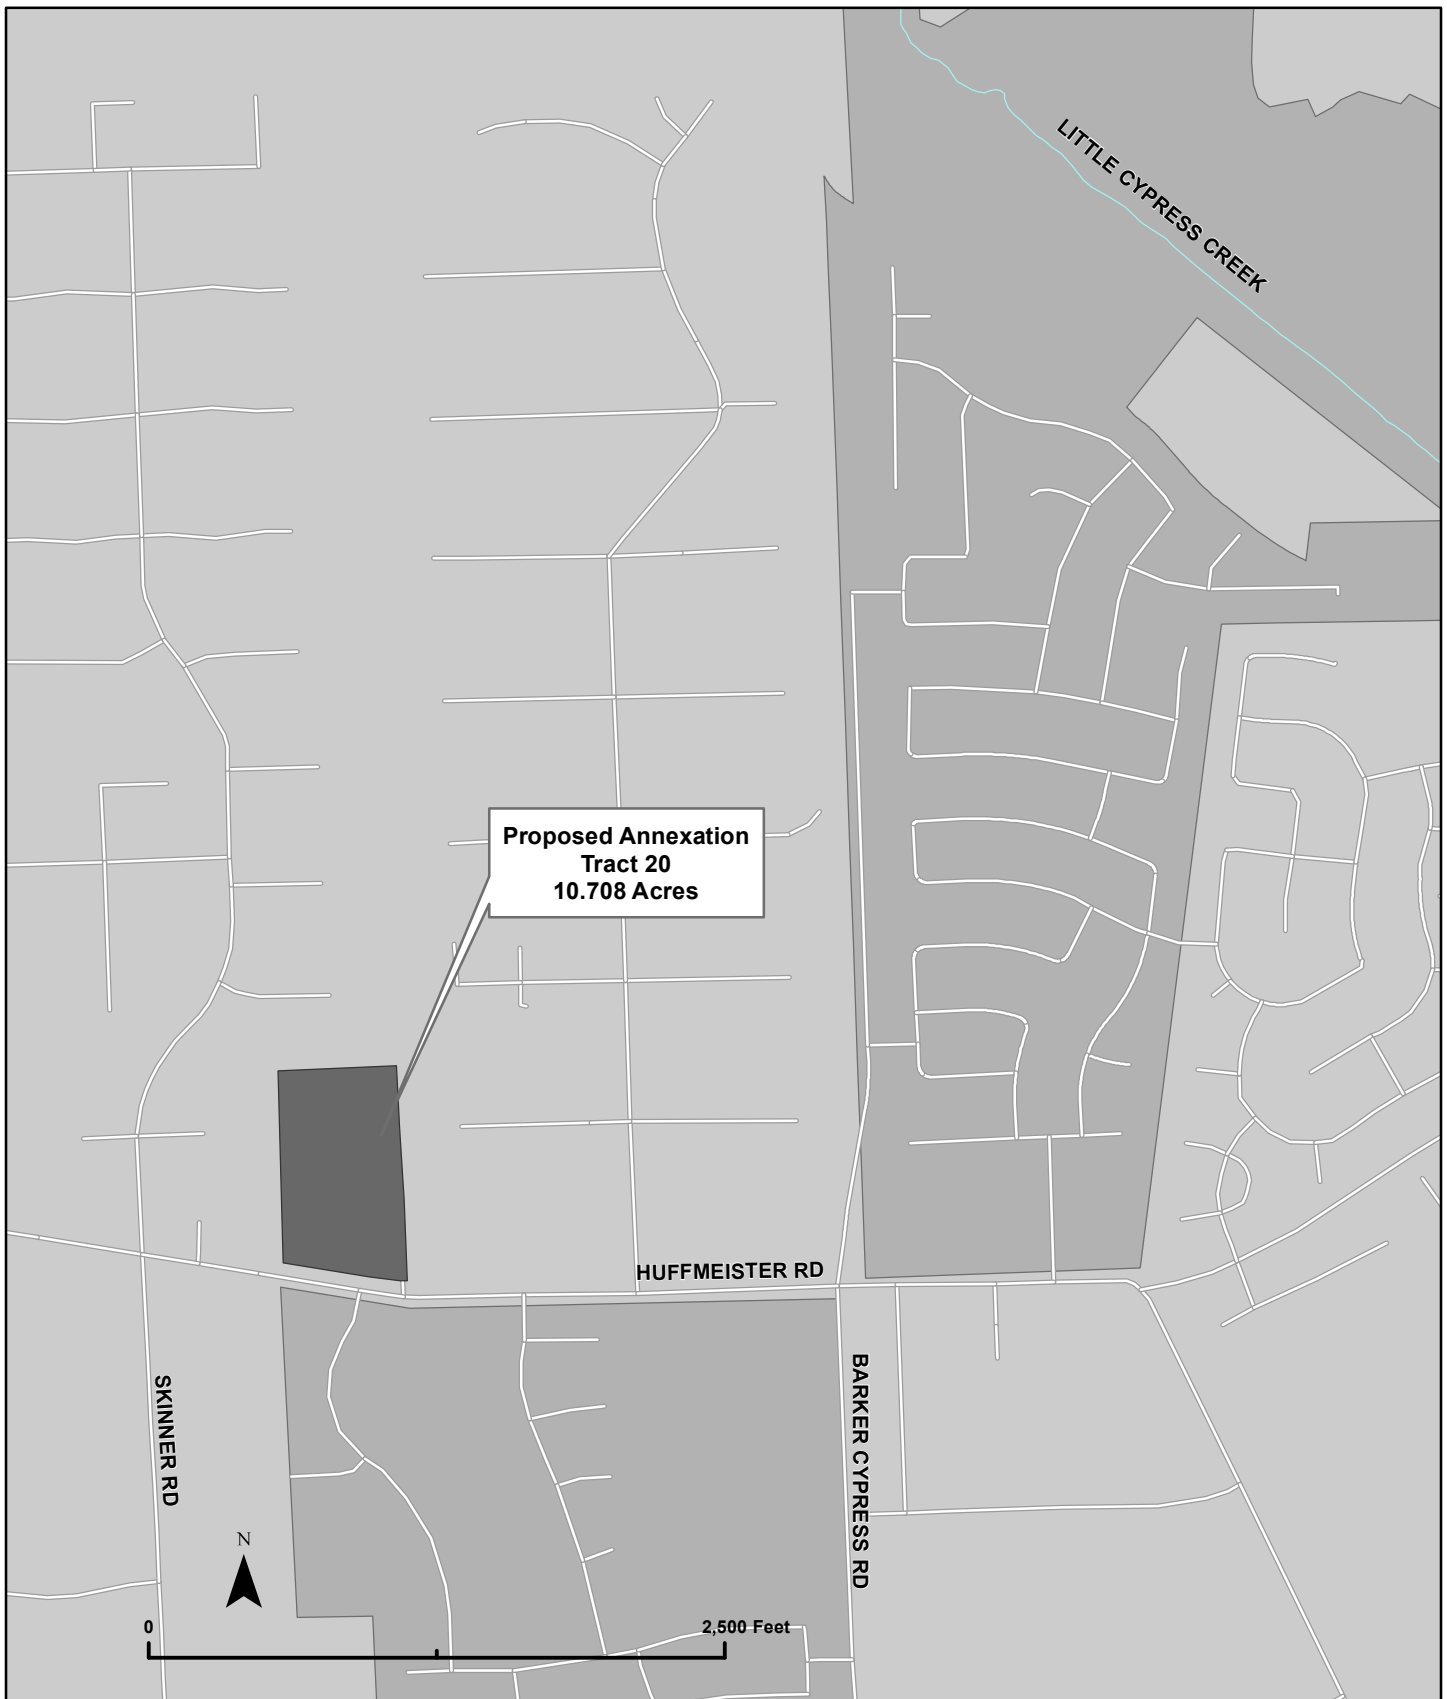 LITTLE CYPRESS CREEK
Proposed Annexation
Tract 20
10.708 Acres
HUFFMEISTER RD
SKINNER RD
BARKER CYPRESS RD
N
0
2,500 Feet